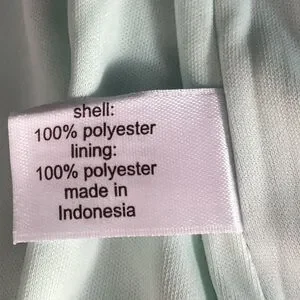 shell:
100% polyester
lining:
100% polyester
made in
Indonesia